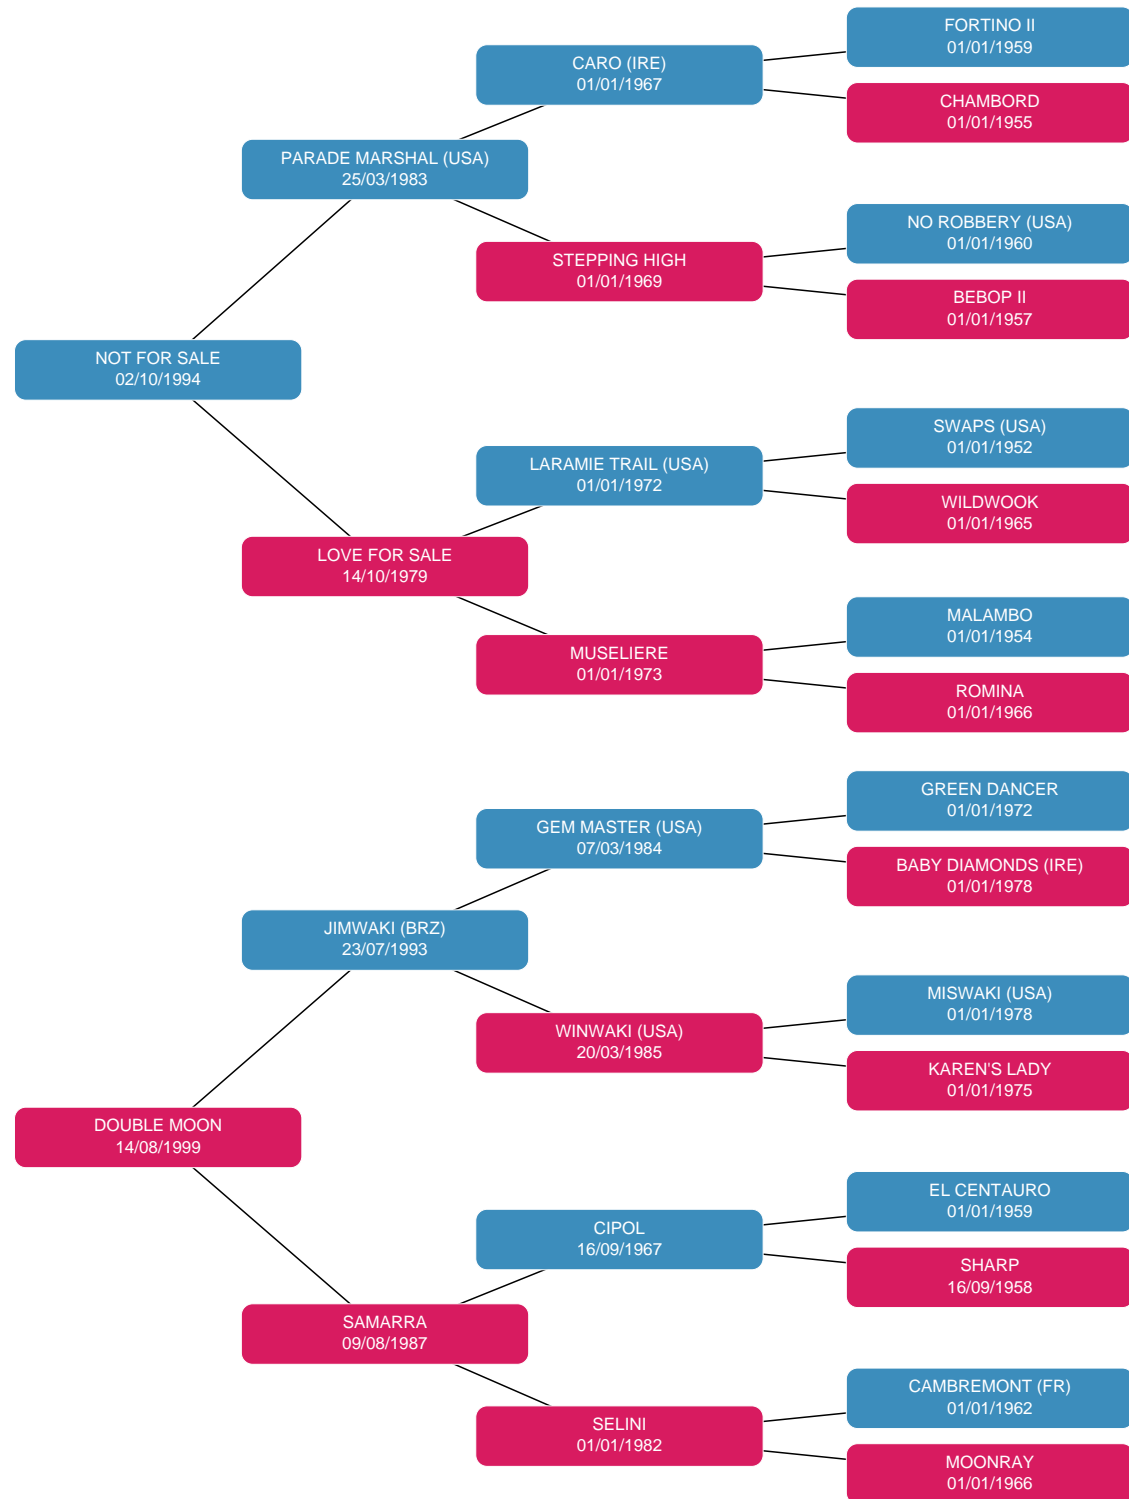 FORTINO II
01/01/1959
CARO (IRE)
01/01/1967
CHAMBORD
01/01/1955
PARADE MARSHAL (USA)
25/03/1983
NO ROBBERY (USA)
01/01/1960
STEPPING HIGH
01/01/1969
BEBOP II
01/01/1957
NOT FOR SALE
02/10/1994
SWAPS (USA)
01/01/1952
LARAMIE TRAIL (USA)
01/01/1972
WILDWOOK
01/01/1965
LOVE FOR SALE
14/10/1979
MALAMBO
01/01/1954
MUSELIERE
01/01/1973
ROMINA
01/01/1966
GREEN DANCER
01/01/1972
GEM MASTER (USA)
07/03/1984
BABY DIAMONDS (IRE)
01/01/1978
JIMWAKI (BRZ)
23/07/1993
MISWAKI (USA)
01/01/1978
WINWAKI (USA)
20/03/1985
KAREN'S LADY
01/01/1975
DOUBLE MOON
14/08/1999
EL CENTAURO
01/01/1959
CIPOL
16/09/1967
SHARP
16/09/1958
SAMARRA
09/08/1987
CAMBREMONT (FR)
01/01/1962
SELINI
01/01/1982
MOONRAY
01/01/1966